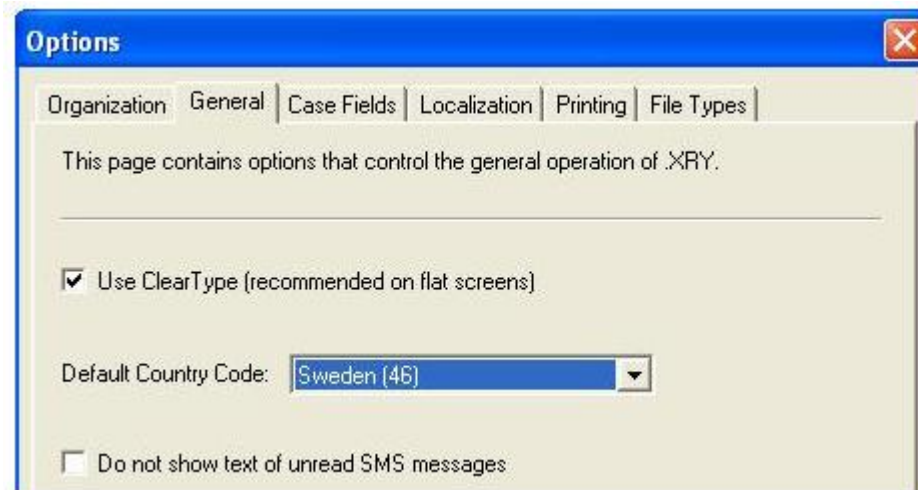 Options
Organization General Case Fields Localization Printing File Types
This page contains options that control the general operation of .XRY.
Use ClearType (recommended on flat screens)
Default Country Code: Sweden (46)
Do not show text of unread SMS messages